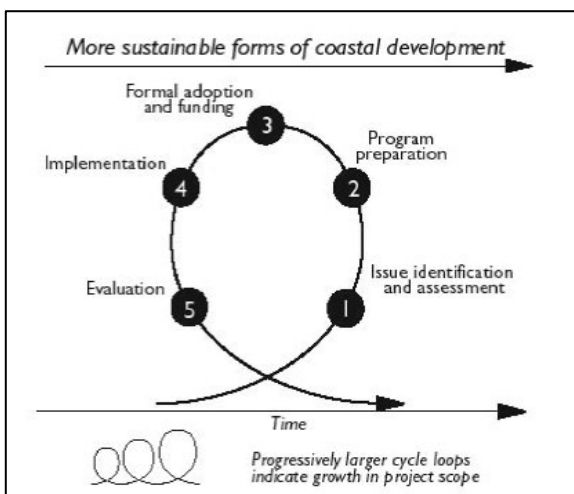 More sustainable forms of coastal development
Formal adoption
and funding
3
Program
preparation
Implementation
4
2
Issue identification
and assessment
Evaluation
5
1
Time
Progressively larger cycle loops
indicate growth in project scope